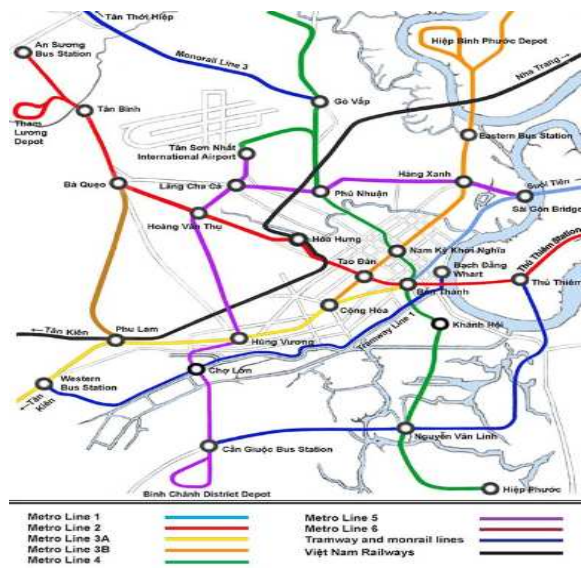 Tân Thới Hiệp
An Sương
Bus Station
Monorail Line 3
Hiệp Bình Phước Depot
Nha Trang →
Tham
Lương
Depot
Tân Bình
Gò Vấp
Eastern Bus Station
Tân Sơn Nhất
International Airport
Bà Quẹo
Lăng Cha Cả
Phú Nhuận
Hàng Xanh
Suối Tiên
Sài Gòn Bridge
Hoàng Văn Thụ
Hòa Hưng
Nam Kỳ Khởi Nghĩa
Tao Đàn
Bạch Đằng
Whart
Thủ Thiêm Station
Bến Thành
Thủ Thiêm
Cộng Hòa
←Tân Kiên
Phu Lam
Hùng Vương
Tramway Line 1
Khánh Hội
Western
Bus Station
←Tân
Kiên
Chợ Lớn
Cần Giuộc Bus Station
Nguyễn Văn Linh
Bình Chánh District Depot
Hiệp Phước
Metro Line 1
Metro Line 2
Metro Line 3A
Metro Line 3B
Metro Line 4
Metro Line 5
Metro Line 6
Tramway and monrail lines
Việt Nam Railways